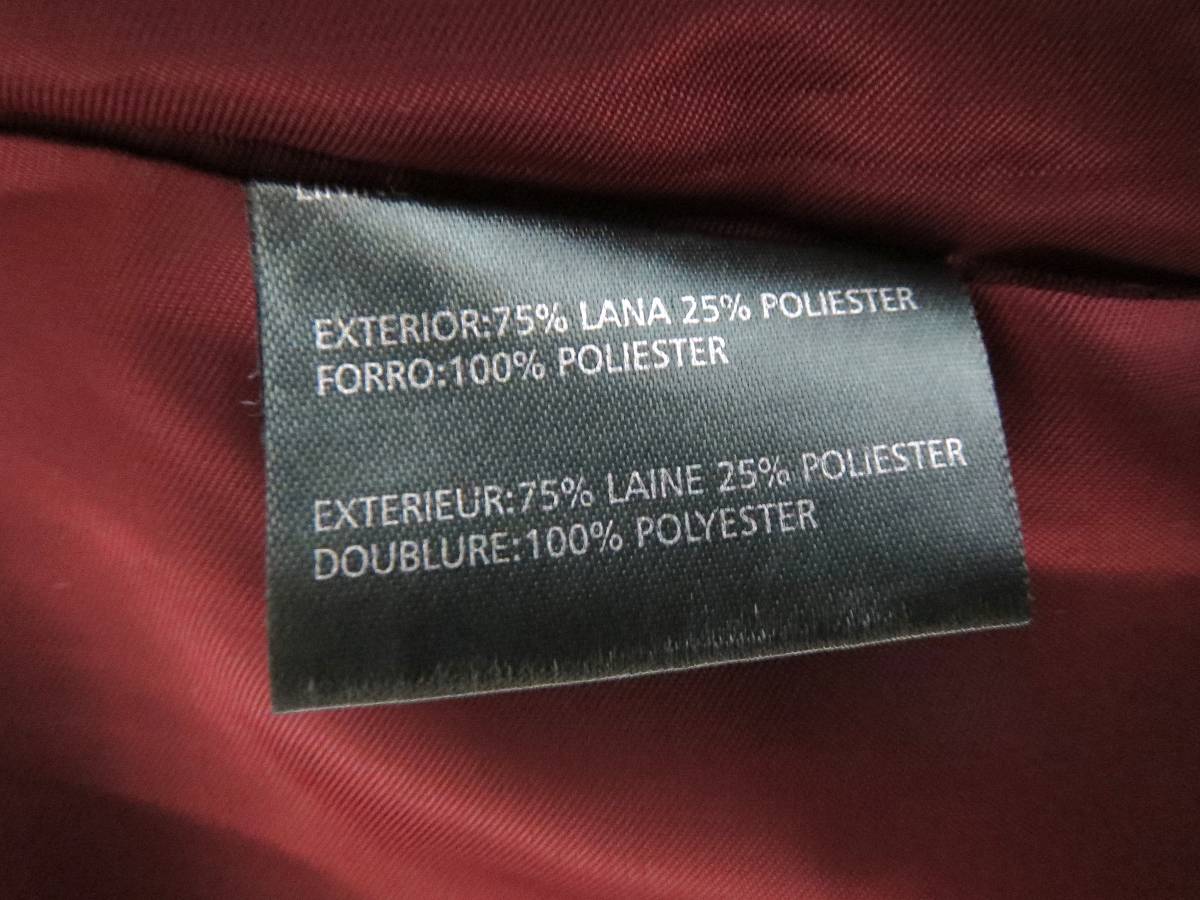 EXTERIOR:75% LANA 25% POLIESTER
FORRO:100% POLIESTER
EXTERIEUR:75% LAINE 25% POLIESTER
DOUBLURE:100% POLYESTER